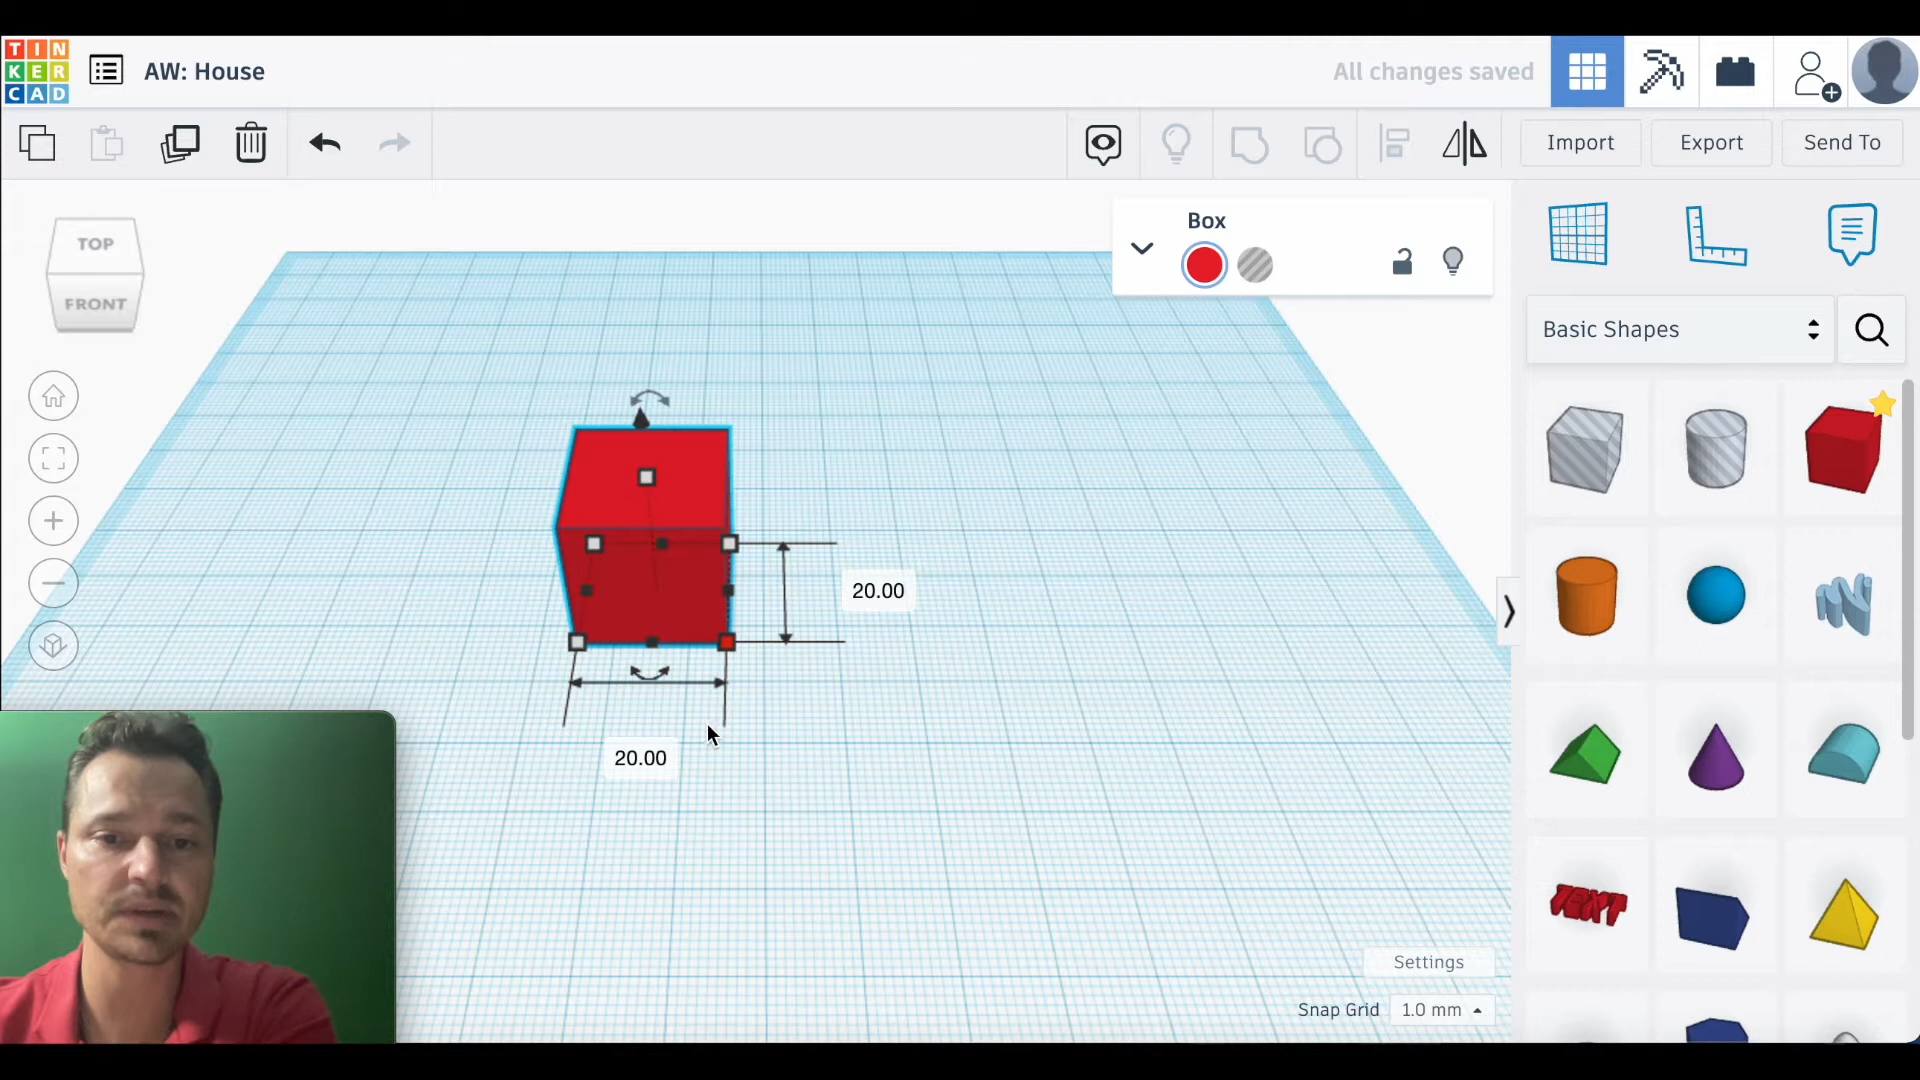 TIN
KER
CAD
AW: House
All changes saved
Import
Export
Send To
TOP
FRONT
Box
Basic Shapes
20.00
20.00
TEXT
Settings
Snap Grid 1.0 mm